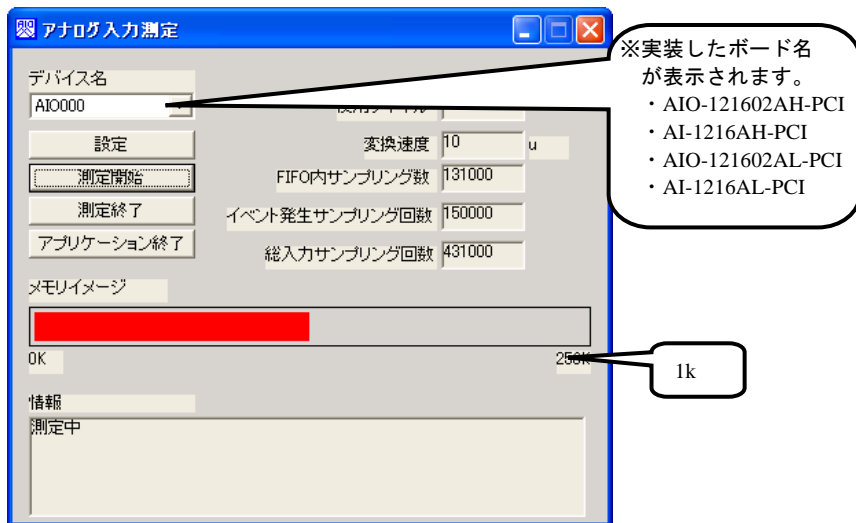 アナログ入力測定
デバイス名
AIO000
設定
変換速度 10 u
測定開始
FIFO内サンプリング数 131000
測定終了
イベント発生サンプリング回数 150000
アプリケーション終了
総入力サンプリング回数 431000
メモリイメージ
0K
256K
情報
測定中
※実装したボード名
が表示されます。
・AIO-121602AH-PCI
・AI-1216AH-PCI
・AIO-121602AL-PCI
・AI-1216AL-PCI
1k